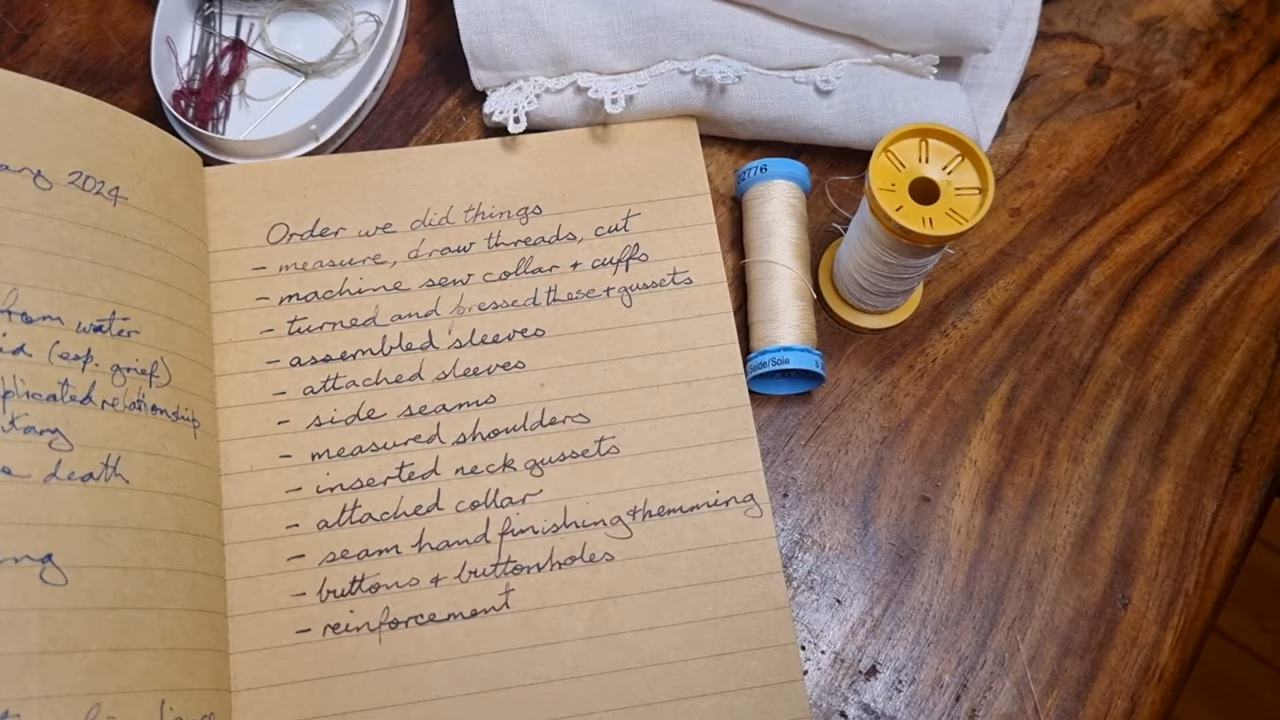 2024
from water
(esp. grief)
relationship
death
Order we did things
- measure, draw threads, cut
- machine sew collar + cuffs
- turned and pressed these + gussets
- assembled sleeves
- attached sleeves
- side seams
- measured shoulders
- inserted neck gussets
- attached collar
- seam hand finishing + hemming
- buttons + buttonholes
- reinforcement
02776
Seide/Soie